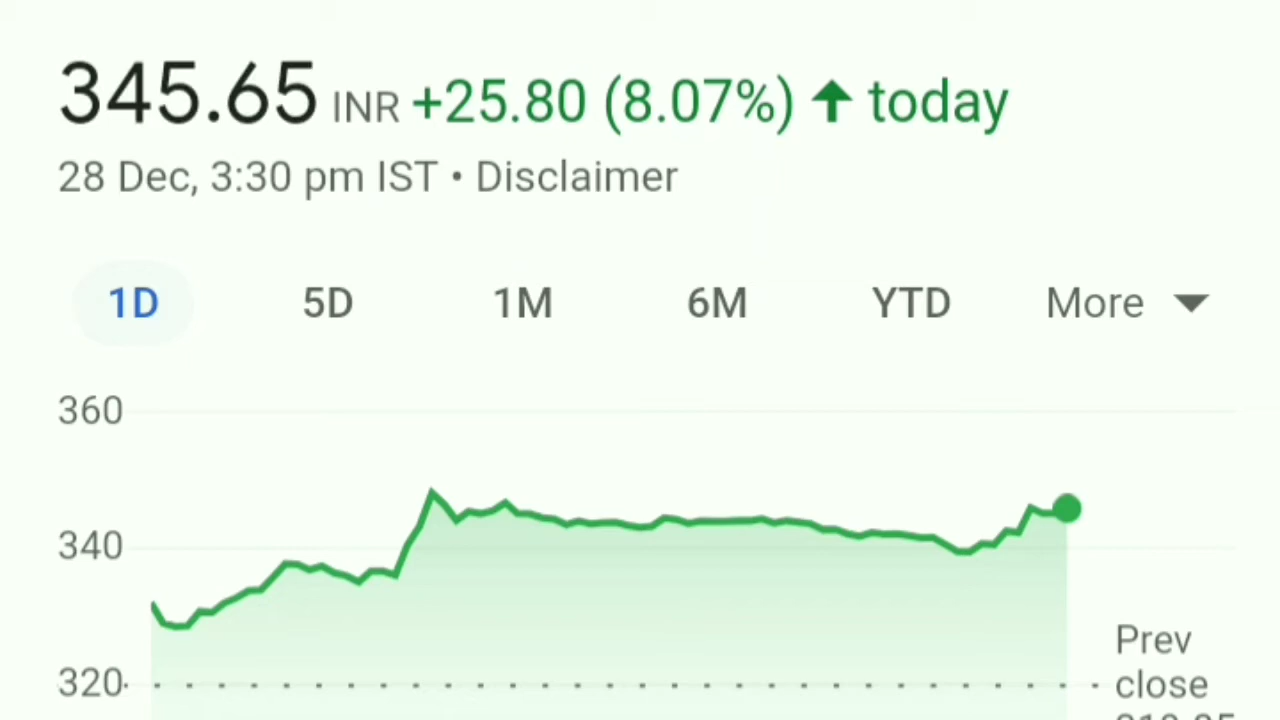 345.65 INR +25.80 (8.07%) ↑ today
28 Dec, 3:30 pm IST • Disclaimer
1D 5D 1M 6M YTD More
360
340
320
Prev
close